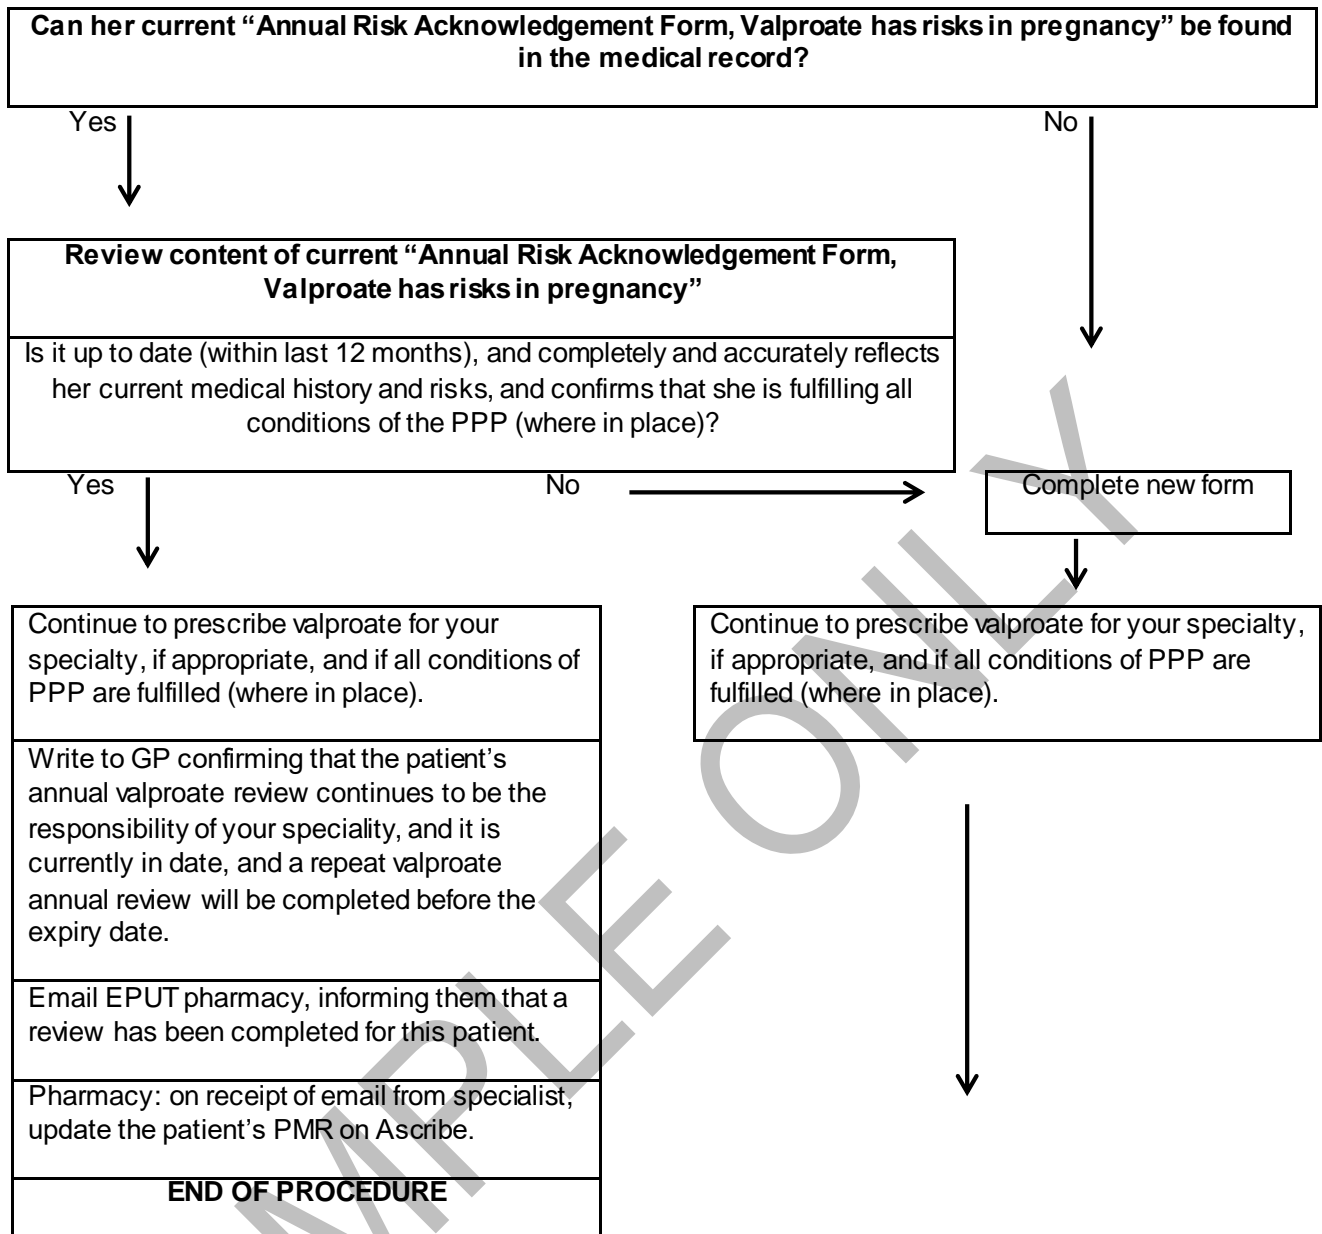 Can her current “Annual Risk Acknowledgement Form, Valproate has risks in pregnancy” be found
in the medical record?
Yes
No
Review content of current “Annual Risk Acknowledgement Form,
Valproate has risks in pregnancy”
Is it up to date (within last 12 months), and completely and accurately reflects
her current medical history and risks, and confirms that she is fulfilling all
conditions of the PPP (where in place)?
Yes
No
Complete new form
Continue to prescribe valproate for your
specialty, if appropriate, and if all conditions of
PPP are fulfilled (where in place).
Write to GP confirming that the patient’s
annual valproate review continues to be the
responsibility of your speciality, and it is
currently in date, and a repeat valproate
annual review will be completed before the
expiry date.
Email EPUT pharmacy, informing them that a
review has been completed for this patient.
Pharmacy: on receipt of email from specialist,
update the patient’s PMR on Ascribe.
END OF PROCEDURE
Continue to prescribe valproate for your specialty,
if appropriate, and if all conditions of PPP are
fulfilled (where in place).
MPLE ONLY